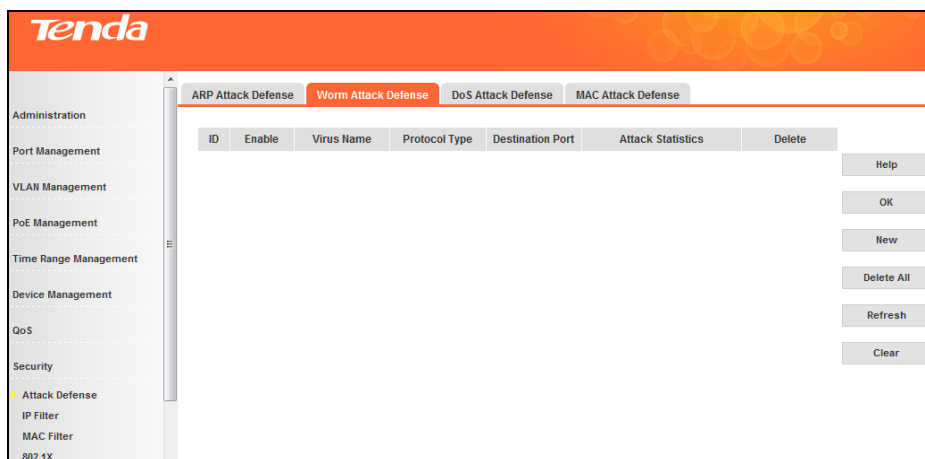 Tenda
ARP Attack Defense Worm Attack Defense DoS Attack Defense MAC Attack Defense
Administration
Port Management
VLAN Management
PoE Management
Time Range Management
Device Management
QoS
Security
Attack Defense
IP Filter
MAC Filter
802.1X
ID Enable Virus Name Protocol Type Destination Port Attack Statistics Delete
Help
OK
New
Delete All
Refresh
Clear